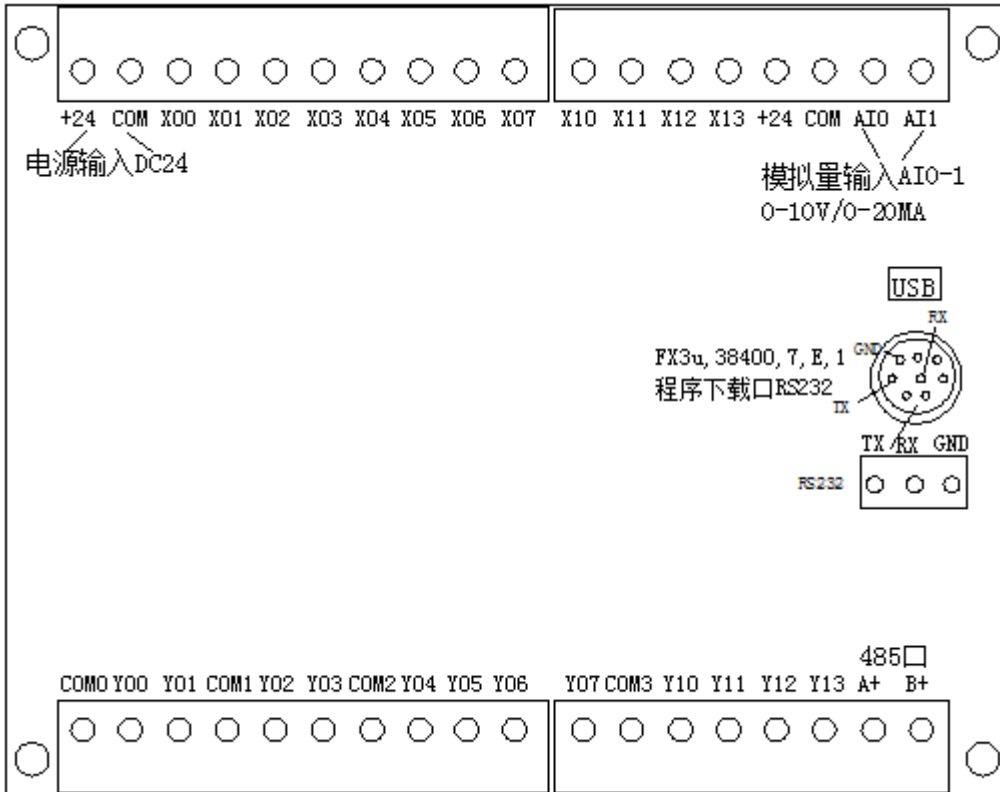 +24 COM X00 X01 X02 X03 X04 X05 X06 X07 X10 X11 X12 X13 +24 COM AI0 AI1
电源输入DC24
模拟量输入AI0-1
0-10V/0-20MA
USB
RX
GND
FX3u, 38400, 7, E, 1
程序下载口RS232
TX
TX RX GND
RS232
485口
COM0 Y00 Y01 COM1 Y02 Y03 COM2 Y04 Y05 Y06 Y07 COM3 Y10 Y11 Y12 Y13 A+ B+